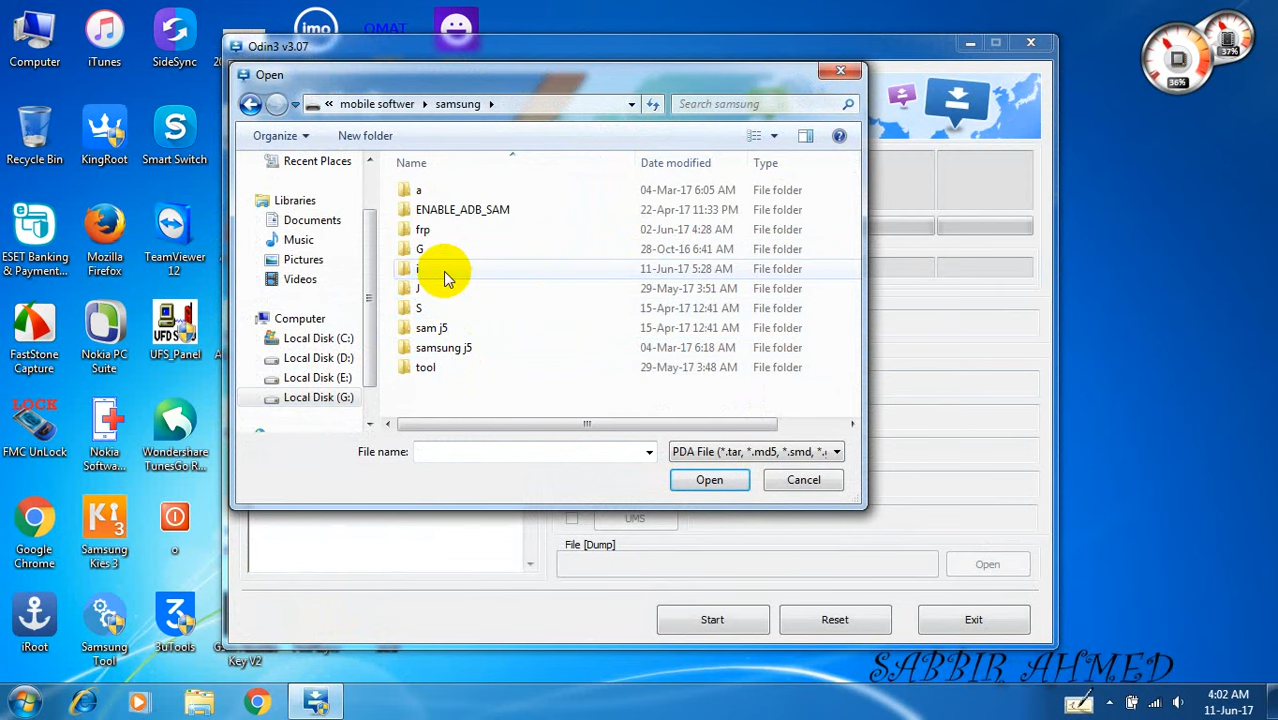 Computer
iTunes
SideSync
Recycle Bin
KingRoot
Smart Switch
ESET Banking
& Payment...
Mozilla
Firefox
TeamViewer
12
FastStone
Capture
Nokia PC
Suite
UFS_Panel
LOCK
FMC UnLock
Nokia
Softwa...
Wondershare
TunesGo R...
Google
Chrome
Samsung
Kies 3
o
iRoot
Samsung
Tool
3uTools
Key V2
imo
OMAT
Odin3 v3.07
Open
« mobile softwer ▸ samsung ▸
Search samsung
Organize
New folder
Name
Date modified
Type
Recent Places
Libraries
Documents
Music
Pictures
Videos
Computer
Local Disk (C:)
Local Disk (D:)
Local Disk (E:)
Local Disk (G:)
a 04-Mar-17 6:05 AM File folder
ENABLE_ADB_SAM 22-Apr-17 11:33 PM File folder
frp 02-Jun-17 4:28 AM File folder
G 28-Oct-16 6:41 AM File folder
i 11-Jun-17 5:28 AM File folder
J 29-May-17 3:51 AM File folder
S 15-Apr-17 12:41 AM File folder
sam j5 15-Apr-17 12:41 AM File folder
samsung j5 04-Mar-17 6:18 AM File folder
tool 29-May-17 3:48 AM File folder
File name:
PDA File (*.tar, *.md5, *.smd, *.
Open
Cancel
UMS
File [Dump]
Open
Start
Reset
Exit
36%
37%
SABBIR AHMED
4:02 AM
11-Jun-17